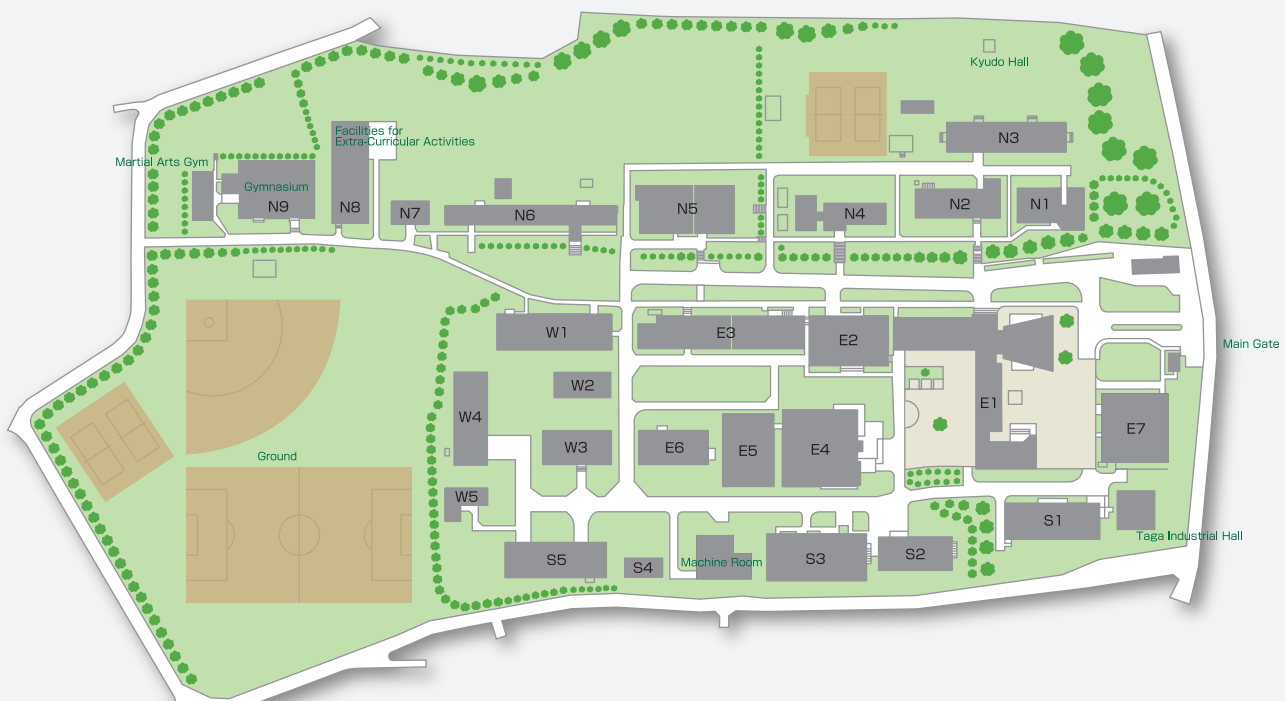 Kyudo Hall
Facilities for
Extra-Curricular Activities
N3
Martial Arts Gym
Gymnasium
N9
N8
N7
N6
N5
N4
N2
N1
W1
E3
E2
Main Gate
W2
W4
E1
W3
E6
E5
E4
E7
Ground
W5
S1
Taga Industrial Hall
S5
S4
Machine Room
S3
S2